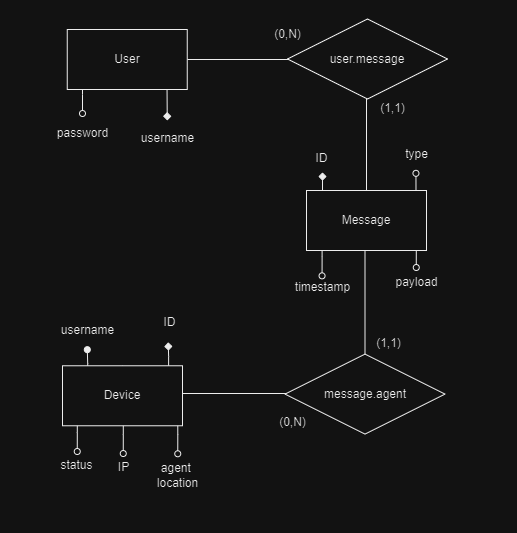 (0,N)
User
user.message
(1,1)
password
username
ID
type
Message
timestamp
payload
username
ID
(1,1)
Device
message.agent
(0,N)
status
IP
agent
location